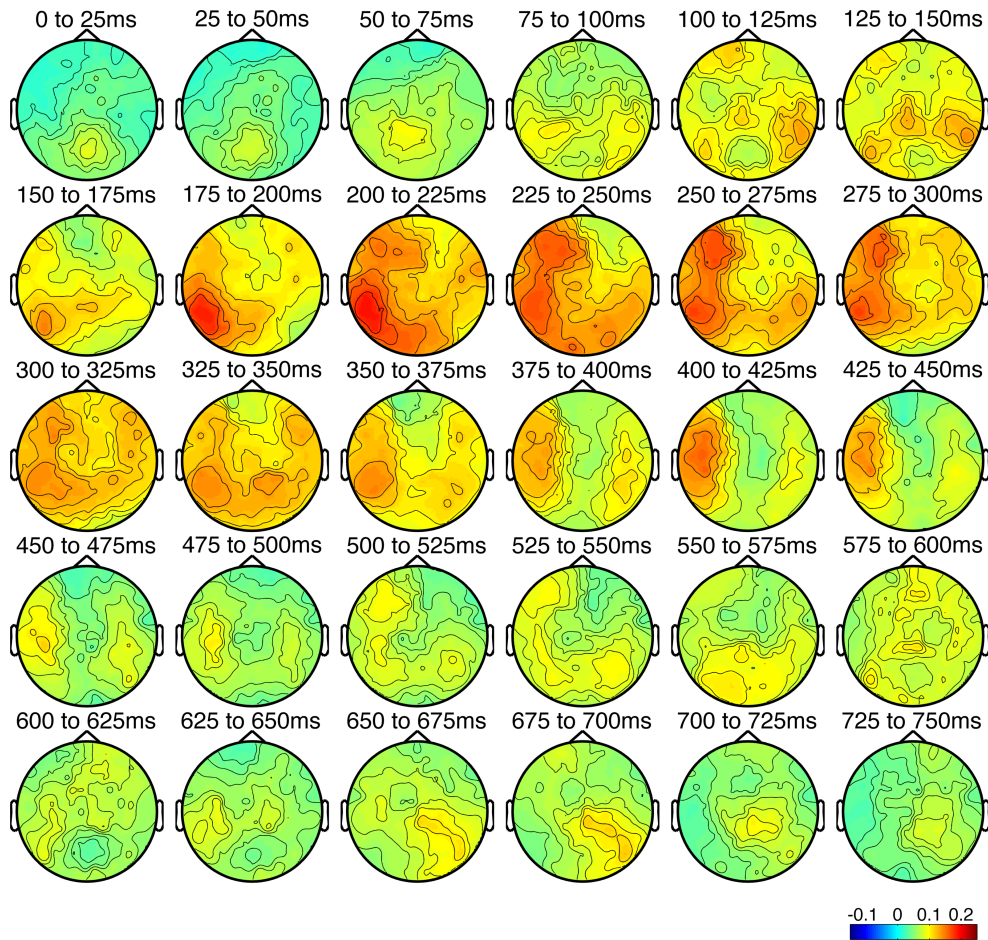 0 to 25ms 25 to 50ms 50 to 75ms 75 to 100ms 100 to 125ms 125 to 150ms
150 to 175ms 175 to 200ms 200 to 225ms 225 to 250ms 250 to 275ms 275 to 300ms
300 to 325ms 325 to 350ms 350 to 375ms 375 to 400ms 400 to 425ms 425 to 450ms
450 to 475ms 475 to 500ms 500 to 525ms 525 to 550ms 550 to 575ms 575 to 600ms
600 to 625ms 625 to 650ms 650 to 675ms 675 to 700ms 700 to 725ms 725 to 750ms
-0.1 0 0.1 0.2